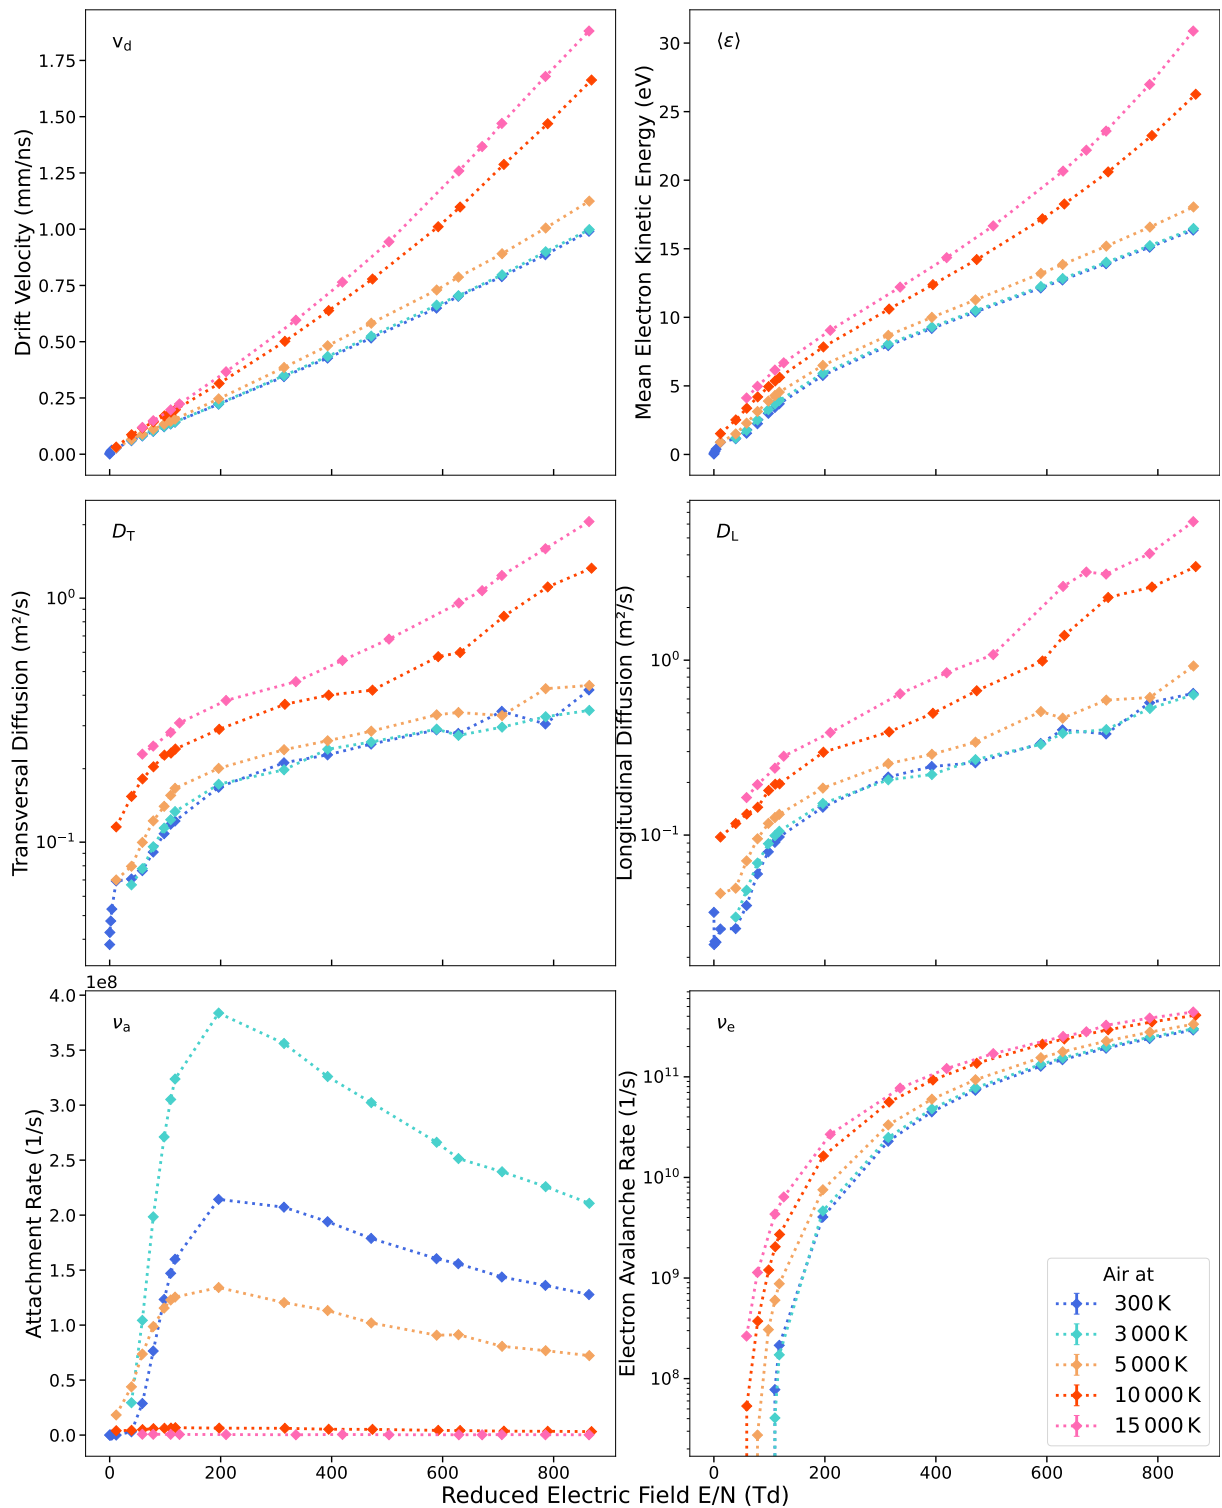 v_d
1.75
1.50
1.25
1.00
0.75
0.50
0.25
0.00
Drift Velocity (mm/ns)
⟨ε⟩
30
25
20
15
10
5
0
Mean Electron Kinetic Energy (eV)
D_T
10⁰
10⁻¹
Transversal Diffusion (m²/s)
D_L
10⁰
10⁻¹
Longitudinal Diffusion (m²/s)
1e8
ν_a
4.0
3.5
3.0
2.5
2.0
1.5
1.0
0.5
0.0
Attachment Rate (1/s)
0 200 400 600 800
ν_e
10¹¹
10¹⁰
10⁹
10⁸
Electron Avalanche Rate (1/s)
Air at
300 K
3 000 K
5 000 K
10 000 K
15 000 K
0 200 400 600 800
Reduced Electric Field E/N (Td)